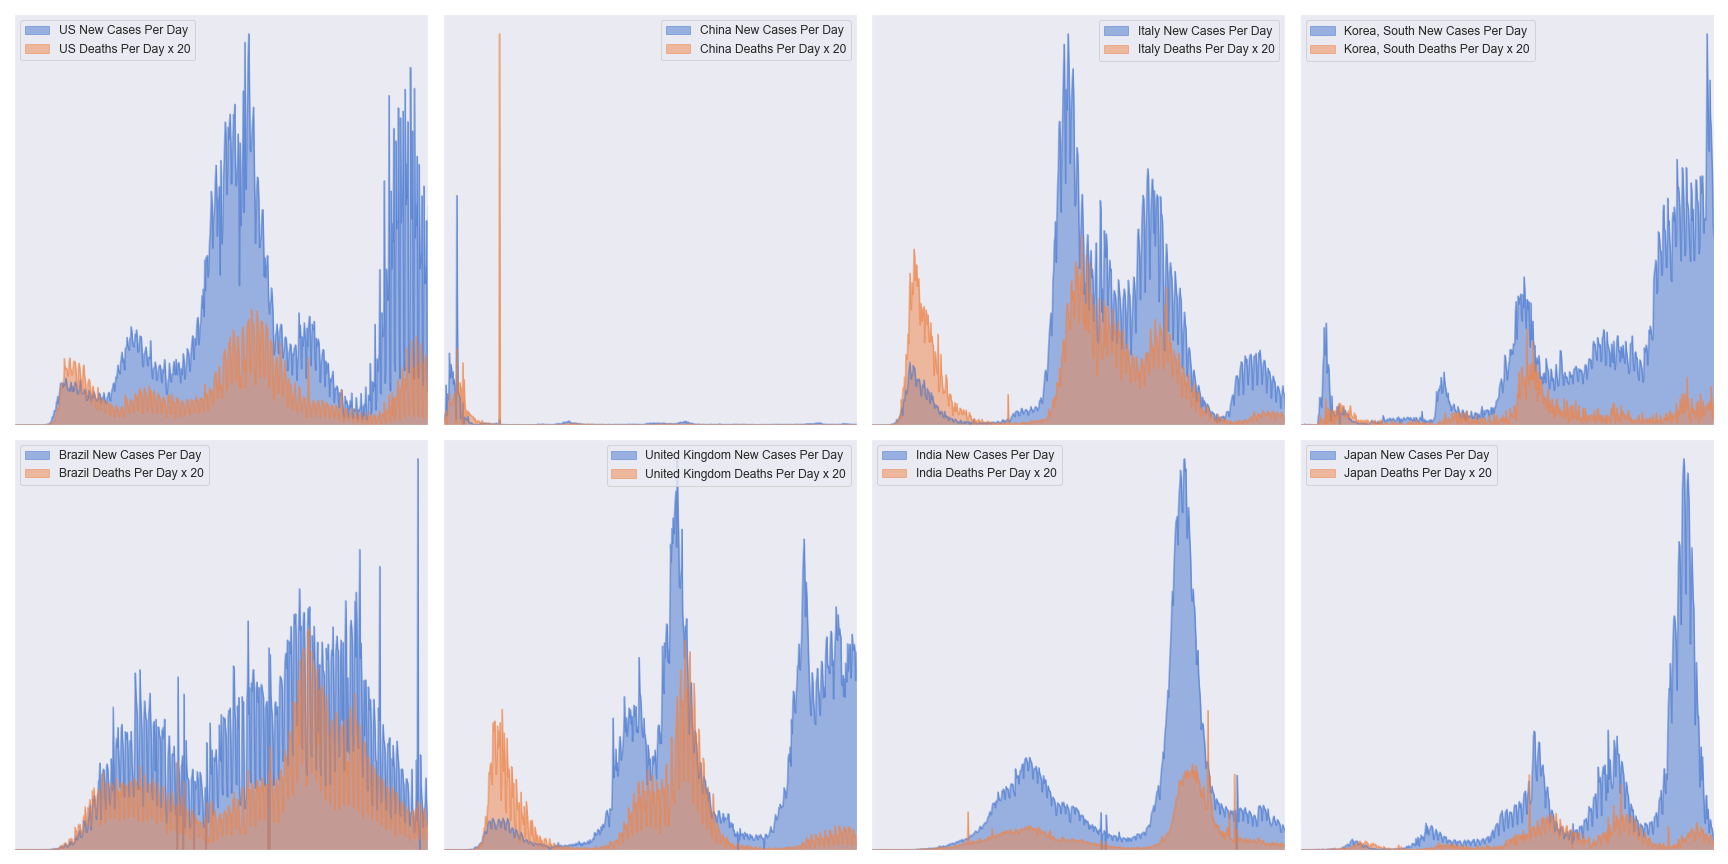 US New Cases Per Day
US Deaths Per Day x 20
China New Cases Per Day
China Deaths Per Day x 20
Italy New Cases Per Day
Italy Deaths Per Day x 20
Korea, South New Cases Per Day
Korea, South Deaths Per Day x 20
Brazil New Cases Per Day
Brazil Deaths Per Day x 20
United Kingdom New Cases Per Day
United Kingdom Deaths Per Day x 20
India New Cases Per Day
India Deaths Per Day x 20
Japan New Cases Per Day
Japan Deaths Per Day x 20